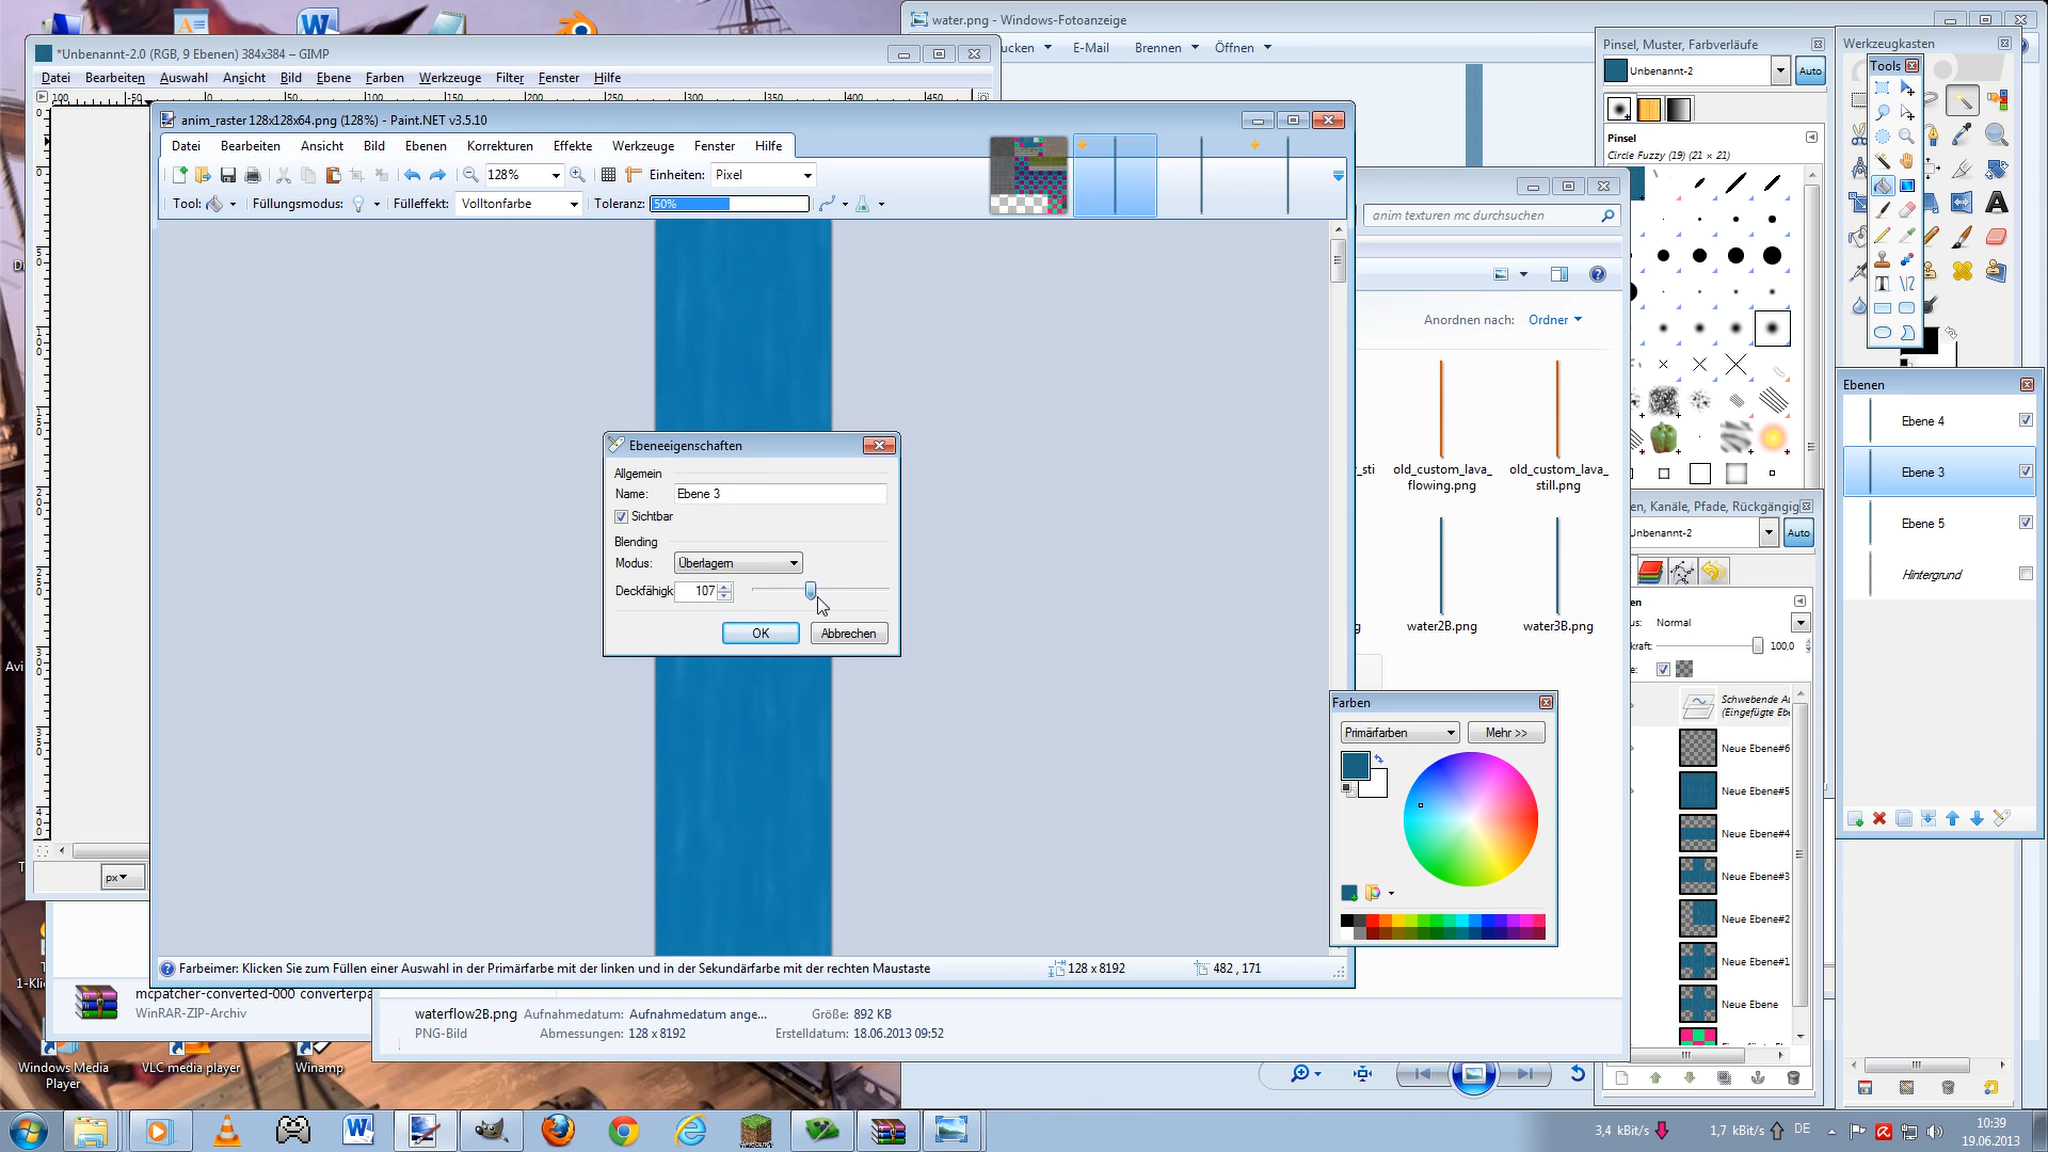 water.png - Windows-Fotoanzeige
E-Mail
Brennen
Öffnen
*Unbenannt-2.0 (RGB, 9 Ebenen) 384x384 – GIMP
Datei Bearbeiten Auswahl Ansicht Bild Ebene Farben Werkzeuge Filter Fenster Hilfe
anim_raster128x128x64.png (128%) - Paint.NET v3.5.10
Datei Bearbeiten Ansicht Bild Ebenen Korrekturen Effekte Werkzeuge Fenster Hilfe
128%
Einheiten: Pixel
Tool:
Füllungsmodus:
Fülleffekt: Volltonfarbe
Toleranz: 50%
Ebeneeigenschaften
Allgemein
Name: Ebene 3
Sichtbar
Blending
Modus: Überlagern
Deckfähigk 107
OK
Abbrechen
Farbeimer: Klicken Sie zum Füllen einer Auswahl in der Primärfarbe mit der linken und in der Sekundärfarbe mit der rechten Maustaste
128 x 8192
482 , 171
anim texturen mc durchsuchen
Anordnen nach: Ordner
old_custom_lava_flowing.png
old_custom_lava_still.png
water2B.png
water3B.png
Farben
Primärfarben
Mehr >>
waterflow2B.png
Aufnahmedatum: Aufnahmedatum ange...
Größe: 892 KB
PNG-Bild
Abmessungen: 128 x 8192
Erstelldatum: 18.06.2013 09:52
mcpatcher-converted-000 converterpa
WinRAR-ZIP-Archiv
Windows Media Player
VLC media player
Winamp
px
Pinsel, Muster, Farbverläufe
Unbenannt-2
Auto
Pinsel
Circle Fuzzy (19) (21 × 21)
Werkzeugkasten
Tools
Ebenen
Ebene 4
Ebene 3
Ebene 5
Hintergrund
en, Kanäle, Pfade, Rückgängig
Unbenannt-2
Auto
Normal
100,0
Neue Ebene#6
Neue Ebene#5
Neue Ebene#4
Neue Ebene#3
Neue Ebene#2
Neue Ebene#1
Neue Ebene
3,4 kBit/s
1,7 kBit/s
DE
10:39
19.06.2013